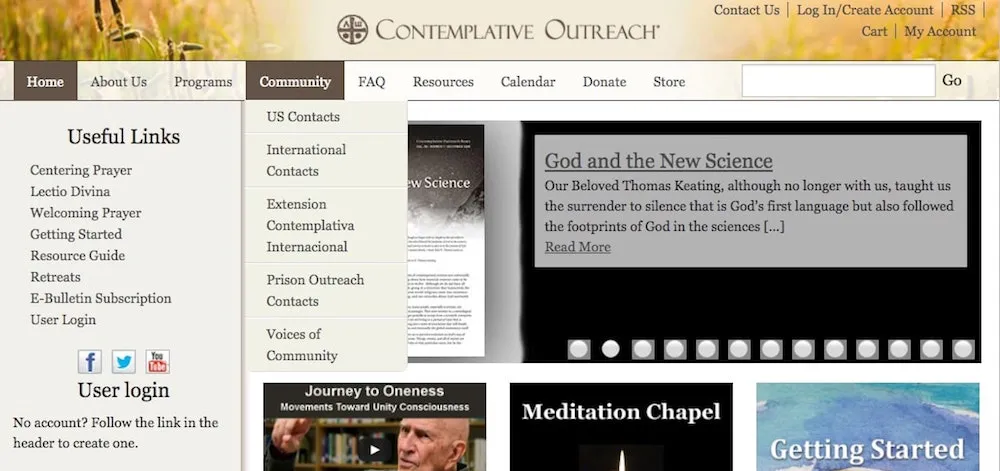 Contact Us | Log In/Create Account | RSS |
Cart | My Account
CONTEMPLATIVE OUTREACH®
Home About Us Programs Community FAQ Resources Calendar Donate Store Go
Useful Links
Centering Prayer
Lectio Divina
Welcoming Prayer
Getting Started
Resource Guide
Retreats
E-Bulletin Subscription
User Login
You
Tube
User login
No account? Follow the link in the
header to create one.
US Contacts
International
Contacts
Extension
Contemplativa
Internacional
Prison Outreach
Contacts
Voices of
Community
ew Science
God and the New Science
Our Beloved Thomas Keating, although no longer with us, taught us
the surrender to silence that is God's first language but also followed
the footprints of God in the sciences [...]
Read More
Journey to Oneness
Movements Toward Unity Consciousness
Meditation Chapel
Getting Started